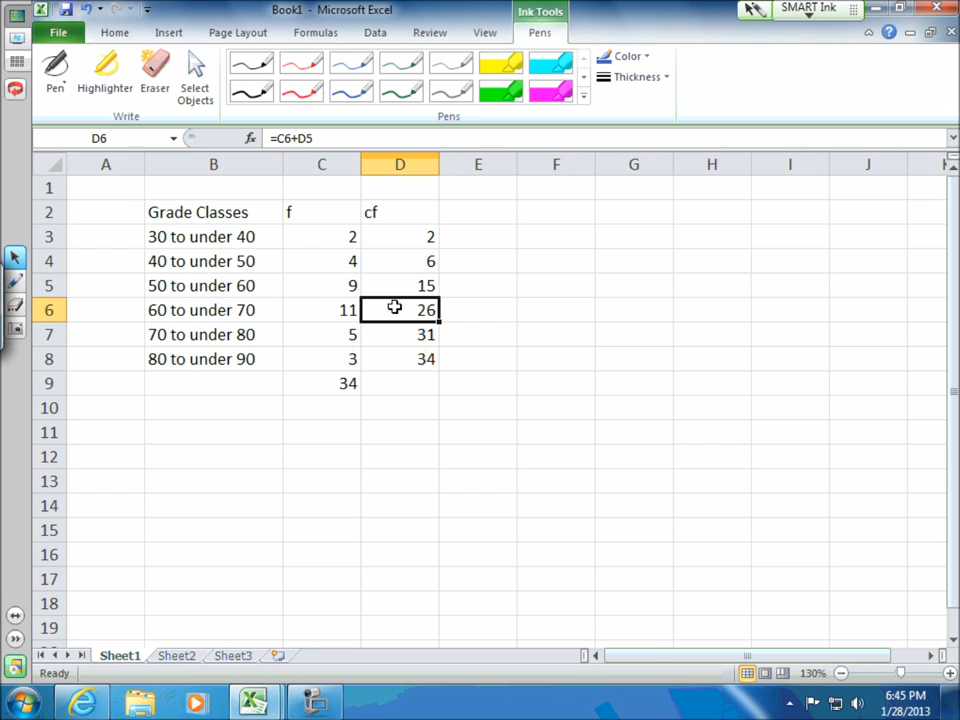 Book1 - Microsoft Excel
Ink Tools
SMART Ink
File Home Insert Page Layout Formulas Data Review View Pens
Pen Highlighter Eraser Select Objects
Color
Thickness
Write Pens
D6 fx =C6+D5
A B C D E F G H I J K
1
2 Grade Classes f cf
3 30 to under 40 2 2
4 40 to under 50 4 6
5 50 to under 60 9 15
6 60 to under 70 11 26
7 70 to under 80 5 31
8 80 to under 90 3 34
9 34
10
11
12
13
14
15
16
17
18
19
Sheet1 Sheet2 Sheet3
Ready 130%
6:45 PM
1/28/2013